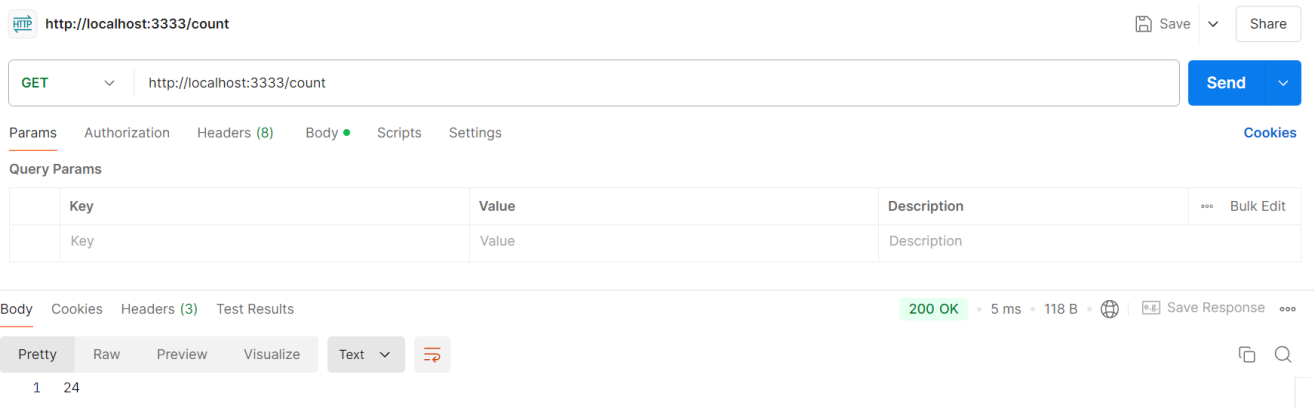 HTTP http://localhost:3333/count Save Share
GET http://localhost:3333/count Send
Params Authorization Headers (8) Body Scripts Settings Cookies
Query Params
Key Value Description Bulk Edit
Key Value Description
Body Cookies Headers (3) Test Results 200 OK 5 ms 118 B e.g. Save Response
Pretty Raw Preview Visualize Text
1 24